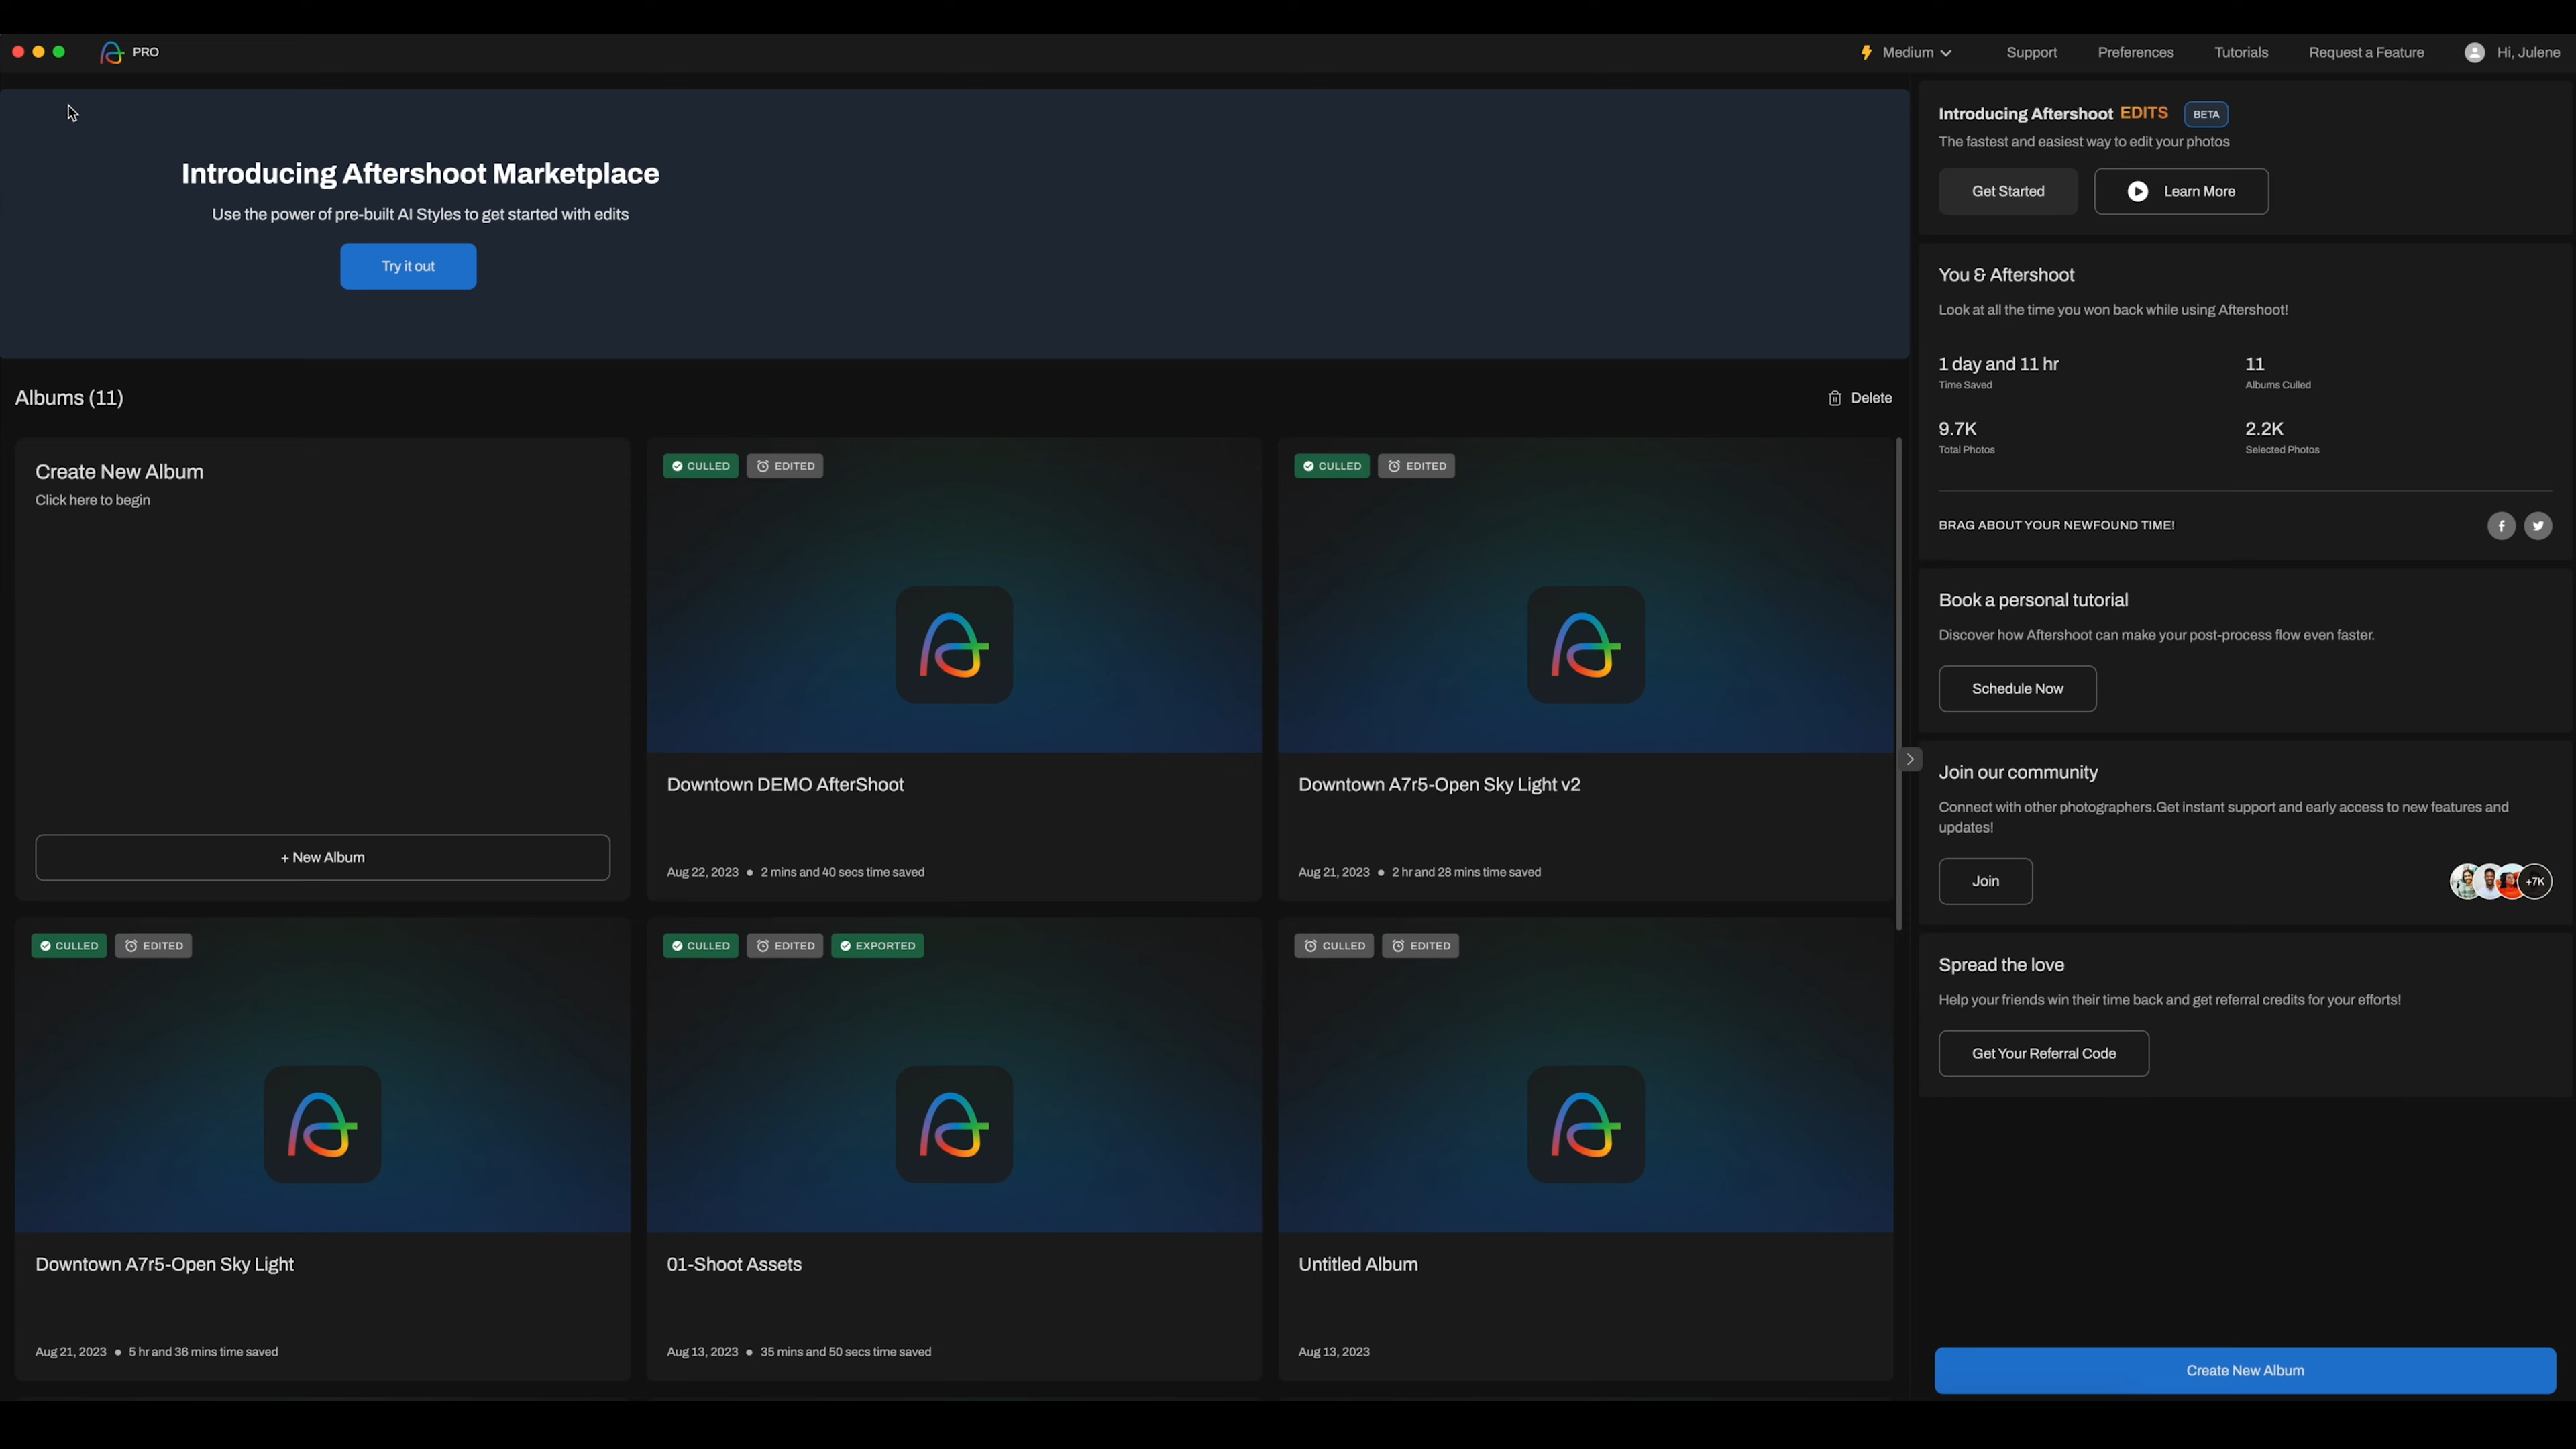 PRO
Medium
Support
Preferences
Tutorials
Request a Feature
Hi, Julene
Introducing Aftershoot Marketplace
Use the power of pre-built AI Styles to get started with edits
Try it out
Albums (11)
Delete
Create New Album
Click here to begin
+ New Album
CULLED
EDITED
Downtown DEMO AfterShoot
Aug 22, 2023 ● 2 mins and 40 secs time saved
CULLED
EDITED
Downtown A7r5-Open Sky Light v2
Aug 21, 2023 ● 2 hr and 28 mins time saved
CULLED
EDITED
Downtown A7r5-Open Sky Light
Aug 21, 2023 ● 5 hr and 36 mins time saved
CULLED
EDITED
EXPORTED
01-Shoot Assets
Aug 13, 2023 ● 35 mins and 50 secs time saved
CULLED
EDITED
Untitled Album
Aug 13, 2023
Introducing Aftershoot EDITS BETA
The fastest and easiest way to edit your photos
Get Started
Learn More
You & Aftershoot
Look at all the time you won back while using Aftershoot!
1 day and 11 hr
Time Saved
11
Albums Culled
9.7K
Total Photos
2.2K
Selected Photos
BRAG ABOUT YOUR NEWFOUND TIME!
Book a personal tutorial
Discover how Aftershoot can make your post-process flow even faster.
Schedule Now
Join our community
Connect with other photographers.Get instant support and early access to new features and
updates!
Join
+7K
Spread the love
Help your friends win their time back and get referral credits for your efforts!
Get Your Referral Code
Create New Album